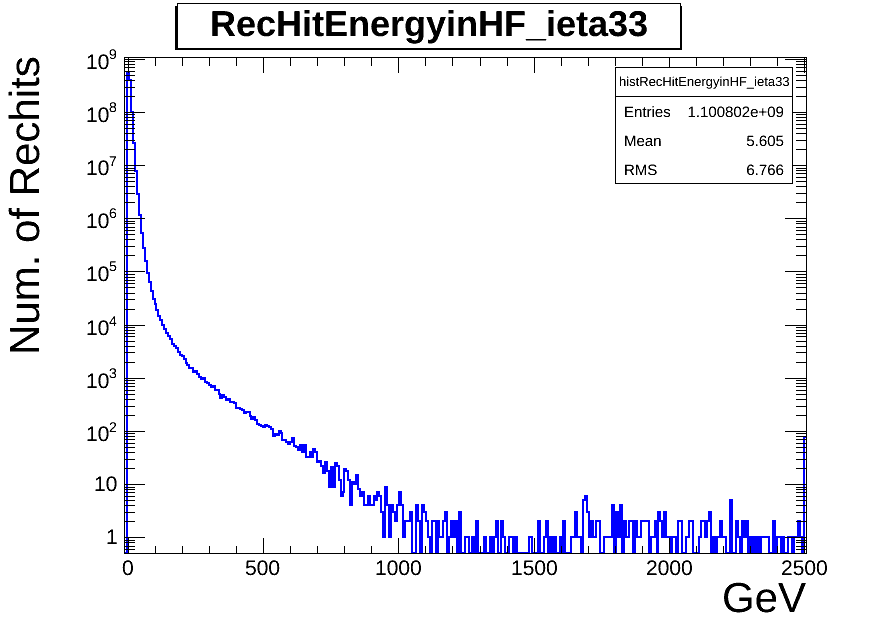 RecHitEnergyinHF_ieta33
Num. of Rechits
histRecHitEnergyinHF_ieta33
Entries 1.100802e+09
Mean 5.605
RMS 6.766
10⁹
10⁸
10⁷
10⁶
10⁵
10⁴
10³
10²
10
1
0 500 1000 1500 2000 2500
GeV